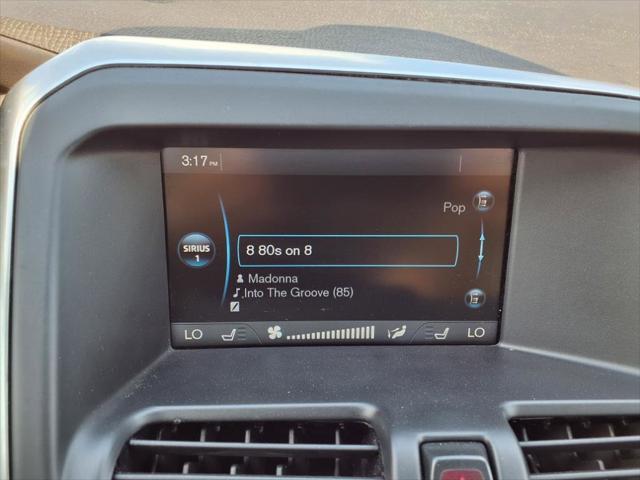 3:17 PM
Pop
SIRIUS
1
8 80s on 8
Madonna
Into The Groove (85)
LO LO